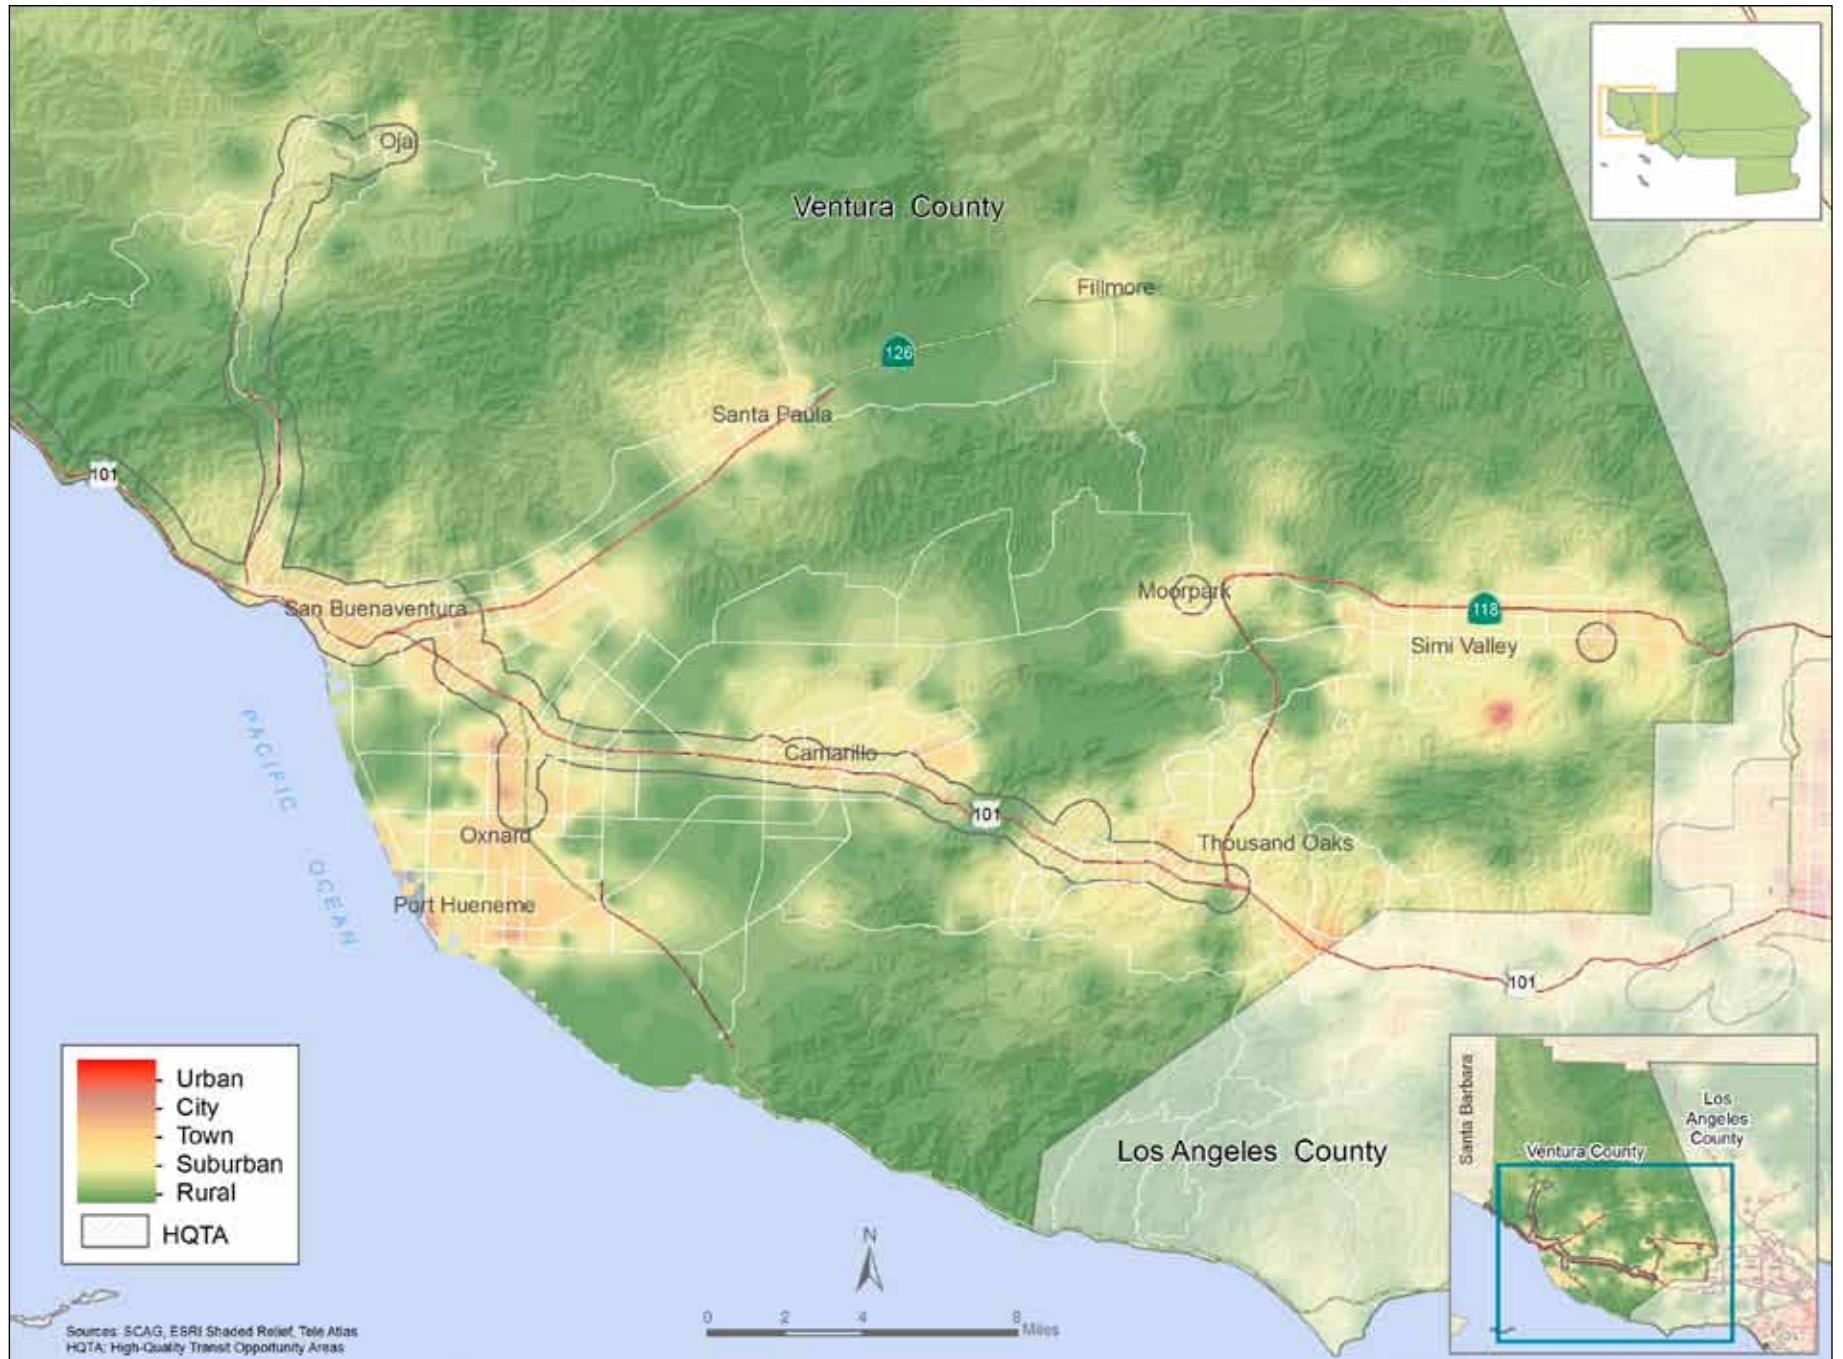 Oja
Ventura County
Fillmore
126
Santa Paula
101
San Buenaventura
Moorpark
118
Simi Valley
Camarillo
101
Oxnard
Thousand Oaks
Port Hueneme
PACIFIC
OCEAN
101
Los Angeles County
Urban
City
Town
Suburban
Rural
HQTA
N
0 2 4 8
Miles
Santa Barbara
Los
Angeles
County
Ventura County
Sources: SCAG, ESRI Shaded Relief, Tele Atlas
HQTA: High-Quality Transit Opportunity Areas